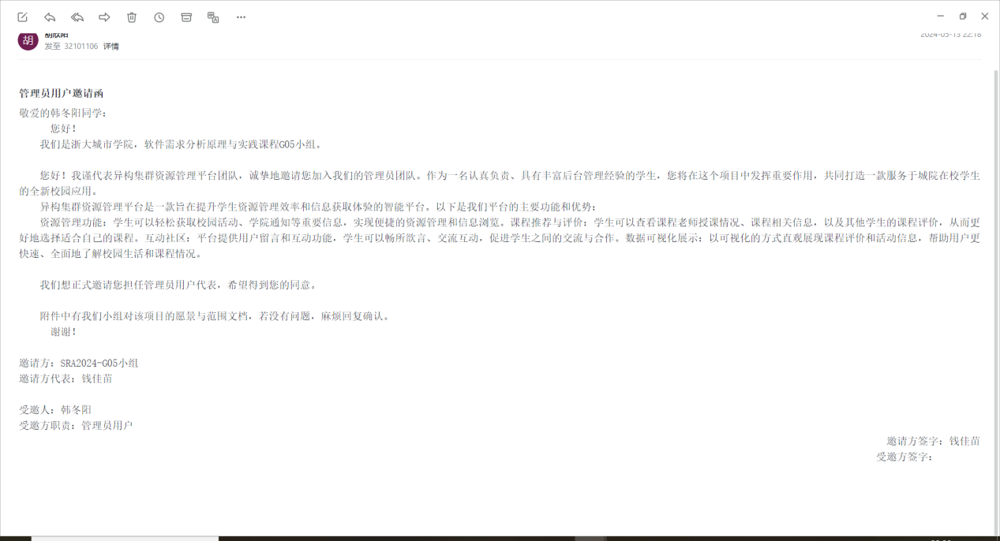 胡
胡欣阳
2024-05-13 22:18
发至 32101106 详情
管理员用户邀请函
敬爱的韩冬阳同学:
您好!
我们是浙大城市学院，软件需求分析原理与实践课程G05小组。
您好! 我谨代表异构集群资源管理平台团队，诚挚地邀请您加入我们的管理员团队。作为一名认真负责、具有丰富后台管理经验的学生，您将在这个项目中发挥重要作用，共同打造一款服务于城院在校学生
的全新校园应用。
异构集群资源管理平台是一款旨在提升学生资源管理效率和信息获取体验的智能平台。以下是我们平台的主要功能和优势:
资源管理功能: 学生可以轻松获取校园活动、学院通知等重要信息，实现便捷的资源管理和信息浏览。课程推荐与评价: 学生可以查看课程老师授课情况、课程相关信息，以及其他学生的课程评价，从而更
好地选择适合自己的课程。互动社区: 平台提供用户留言和互动功能，学生可以畅所欲言、交流互动，促进学生之间的交流与合作。数据可视化展示: 以可视化的方式直观展现课程评价和活动信息，帮助用户更
快速、全面地了解校园生活和课程情况。
我们想正式邀请您担任管理员用户代表，希望得到您的同意。
附件中有我们小组对该项目的愿景与范围文档，若没有问题，麻烦回复确认。
谢谢!
邀请方: SRA2024-G05小组
邀请方代表: 钱佳苗
受邀人: 韩冬阳
受邀方职责: 管理员用户
邀请方签字: 钱佳苗
受邀方签字: